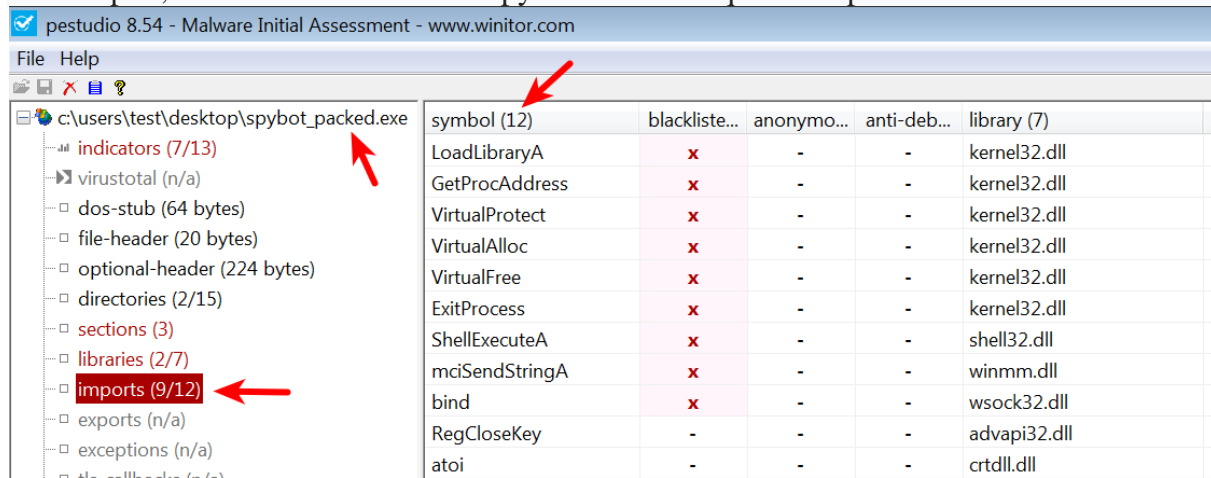 pestudio 8.54 - Malware Initial Assessment - www.winitor.com
File Help
c:\users\test\desktop\spybot_packed.exe
indicators (7/13)
virustotal (n/a)
dos-stub (64 bytes)
file-header (20 bytes)
optional-header (224 bytes)
directories (2/15)
sections (3)
libraries (2/7)
imports (9/12)
exports (n/a)
exceptions (n/a)
symbol (12) blackliste... anonymo... anti-deb... library (7)
LoadLibraryA x - - kernel32.dll
GetProcAddress x - - kernel32.dll
VirtualProtect x - - kernel32.dll
VirtualAlloc x - - kernel32.dll
VirtualFree x - - kernel32.dll
ExitProcess x - - kernel32.dll
ShellExecuteA x - - shell32.dll
mciSendStringA x - - winmm.dll
bind x - - wsock32.dll
RegCloseKey - - - advapi32.dll
atoi - - - crtdll.dll